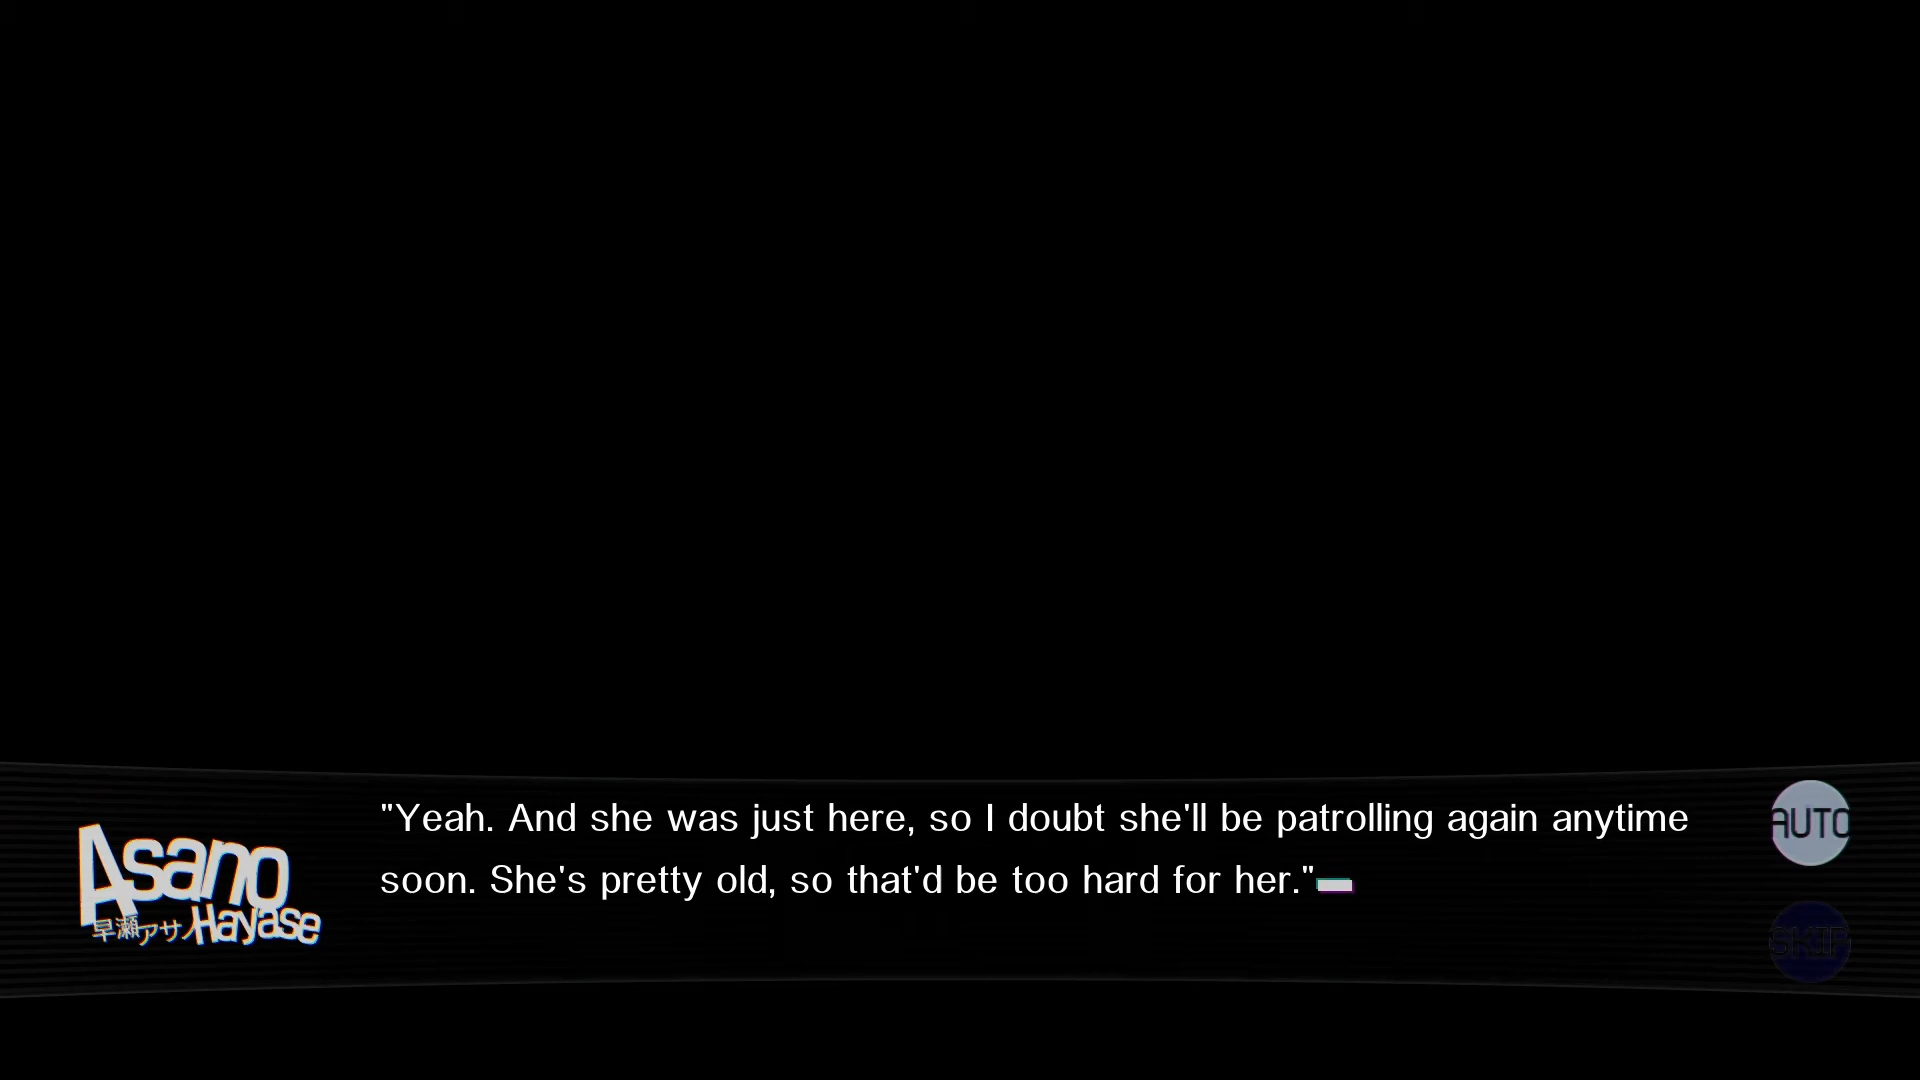 "Yeah. And she was just here, so I doubt she'll be patrolling again anytime
soon. She's pretty old, so that'd be too hard for her."
Asano
早瀬アサノ Hayase
AUTO
SKIP